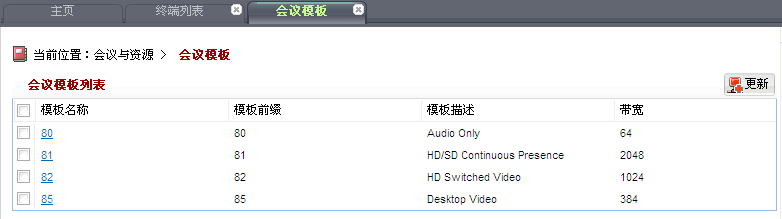 主页 终端列表 会议模板
当前位置：会议与资源 > 会议模板
会议模板列表 更新
模板名称 模板前缀 模板描述 带宽
80 80 Audio Only 64
81 81 HD/SD Continuous Presence 2048
82 82 HD Switched Video 1024
85 85 Desktop Video 384